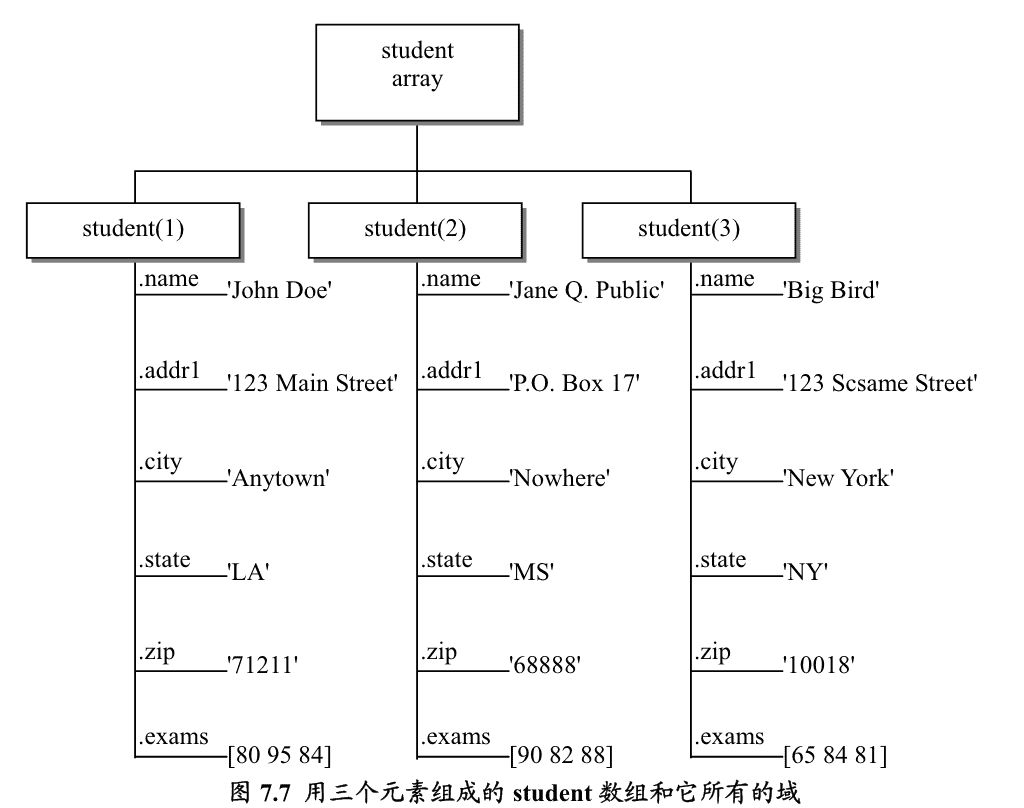 student
array
student(1) student(2) student(3)
.name 'John Doe' .name 'Jane Q. Public' .name 'Big Bird'
.addr1 '123 Main Street' .addr1 'P.O. Box 17' .addr1 '123 Scsame Street'
.city 'Anytown' .city 'Nowhere' .city 'New York'
.state 'LA' .state 'MS' .state 'NY'
.zip '71211' .zip '68888' .zip '10018'
.exams [80 95 84] .exams [90 82 88] .exams [65 84 81]
图 7.7 用三个元素组成的 student 数组和它所有的域